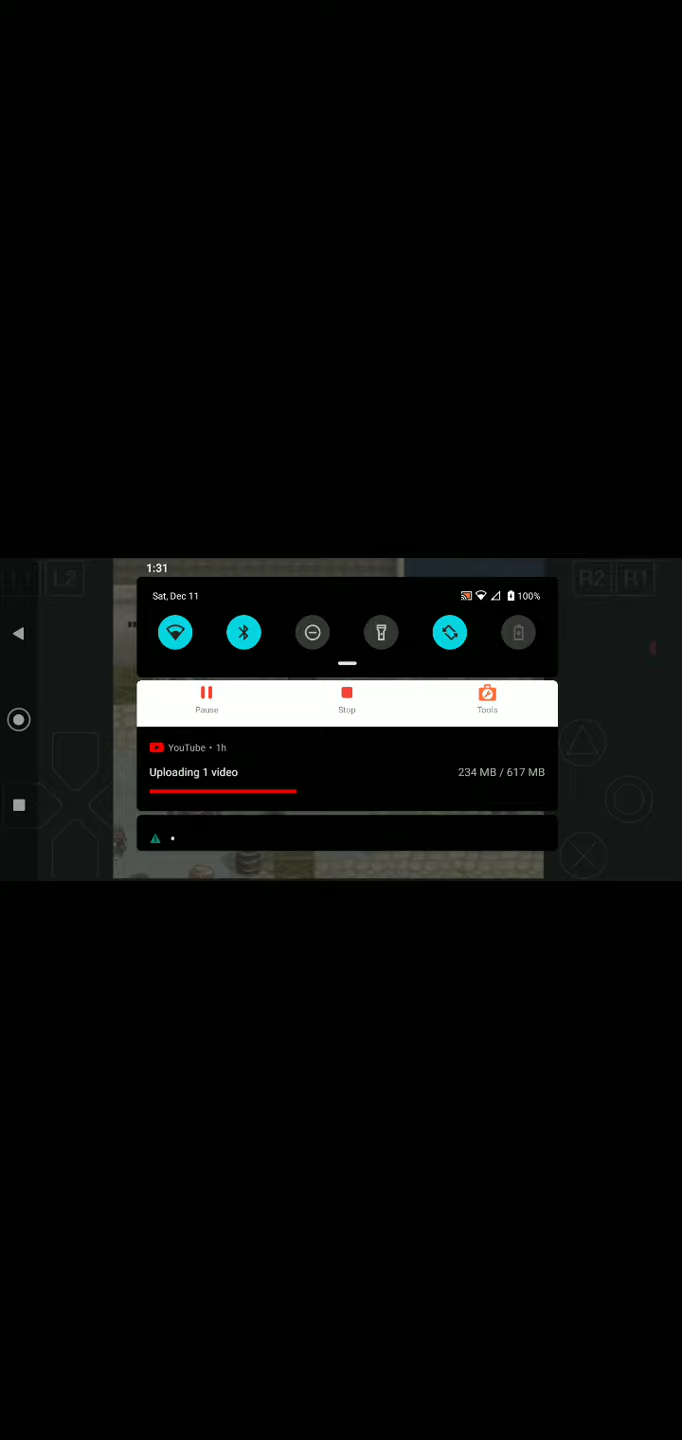 1:31
L1 L2
R2 R1
Sat, Dec 11
100%
Pause Stop Tools
YouTube • 1h
Uploading 1 video 234 MB / 617 MB